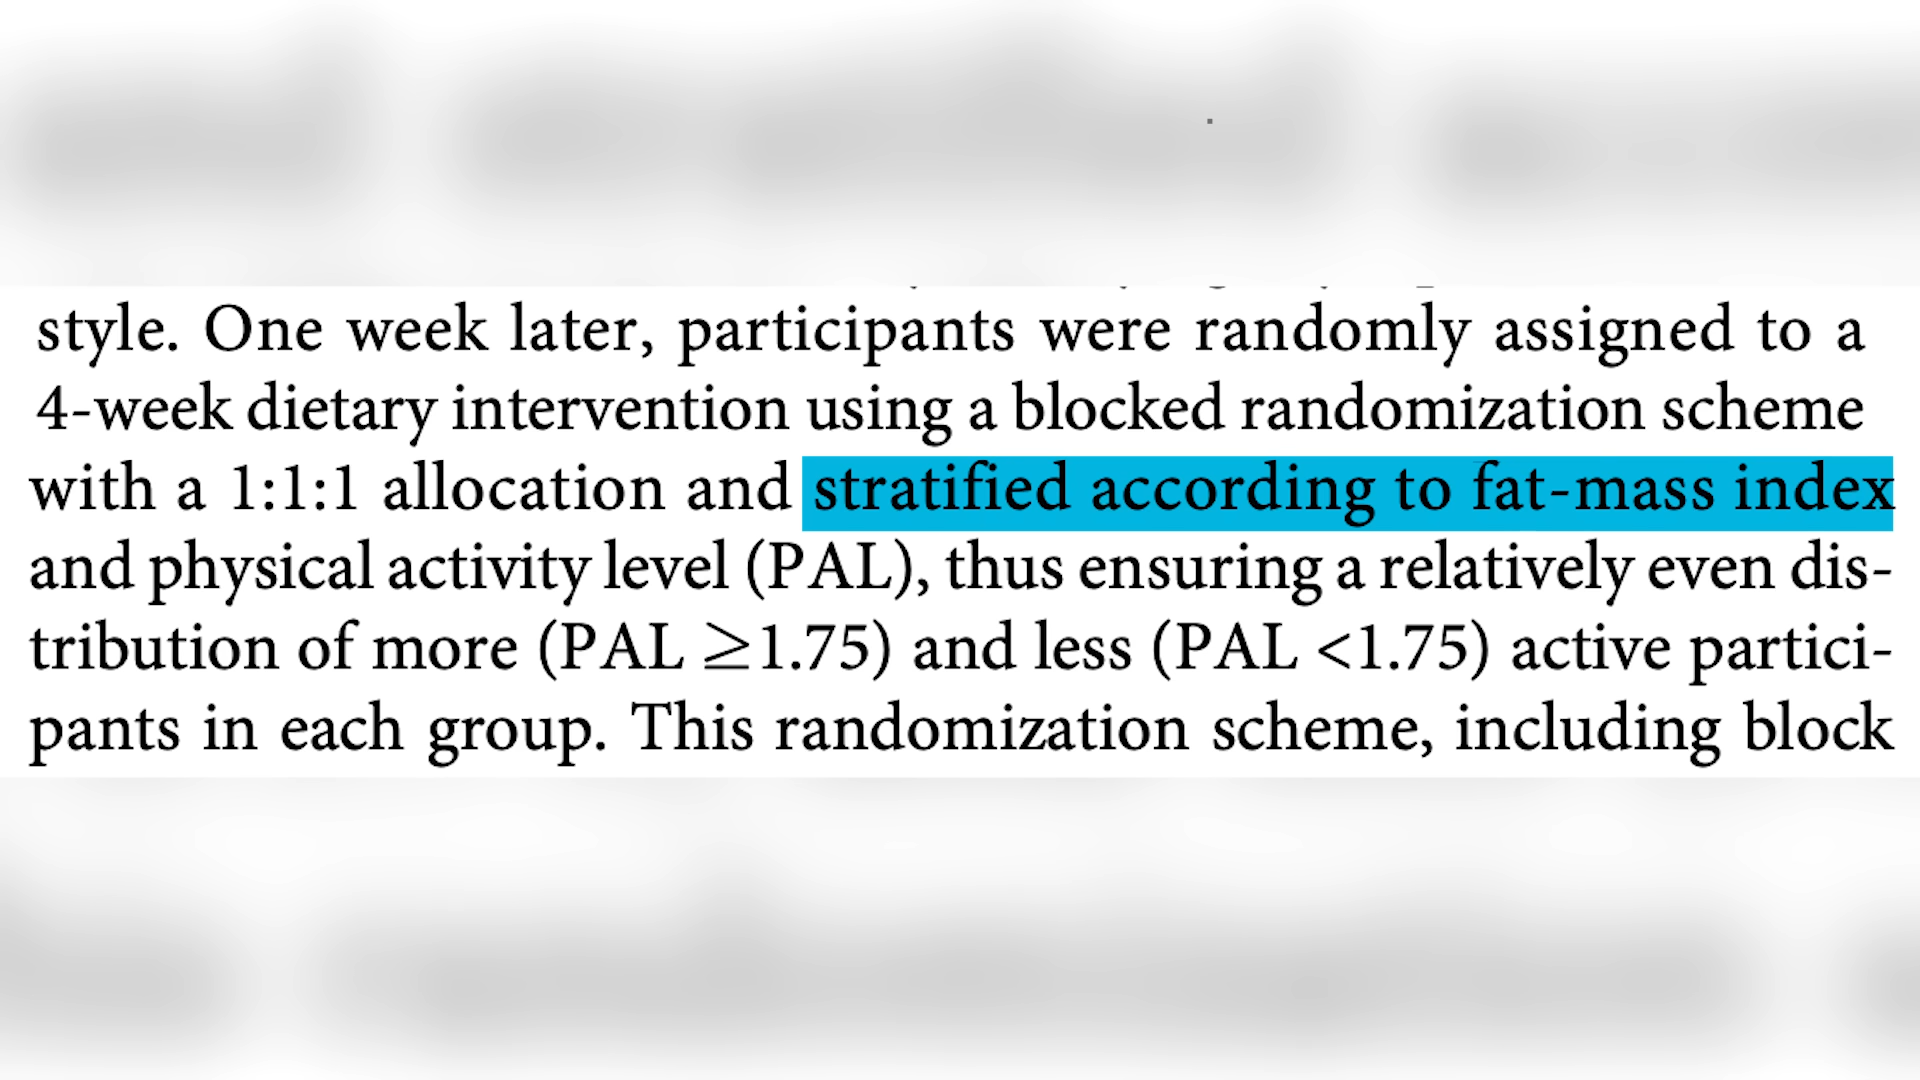 style. One week later, participants were randomly assigned to a
4-week dietary intervention using a blocked randomization scheme
with a 1:1:1 allocation and stratified according to fat-mass index
and physical activity level (PAL), thus ensuring a relatively even dis-
tribution of more (PAL ≥1.75) and less (PAL <1.75) active partici-
pants in each group. This randomization scheme, including block